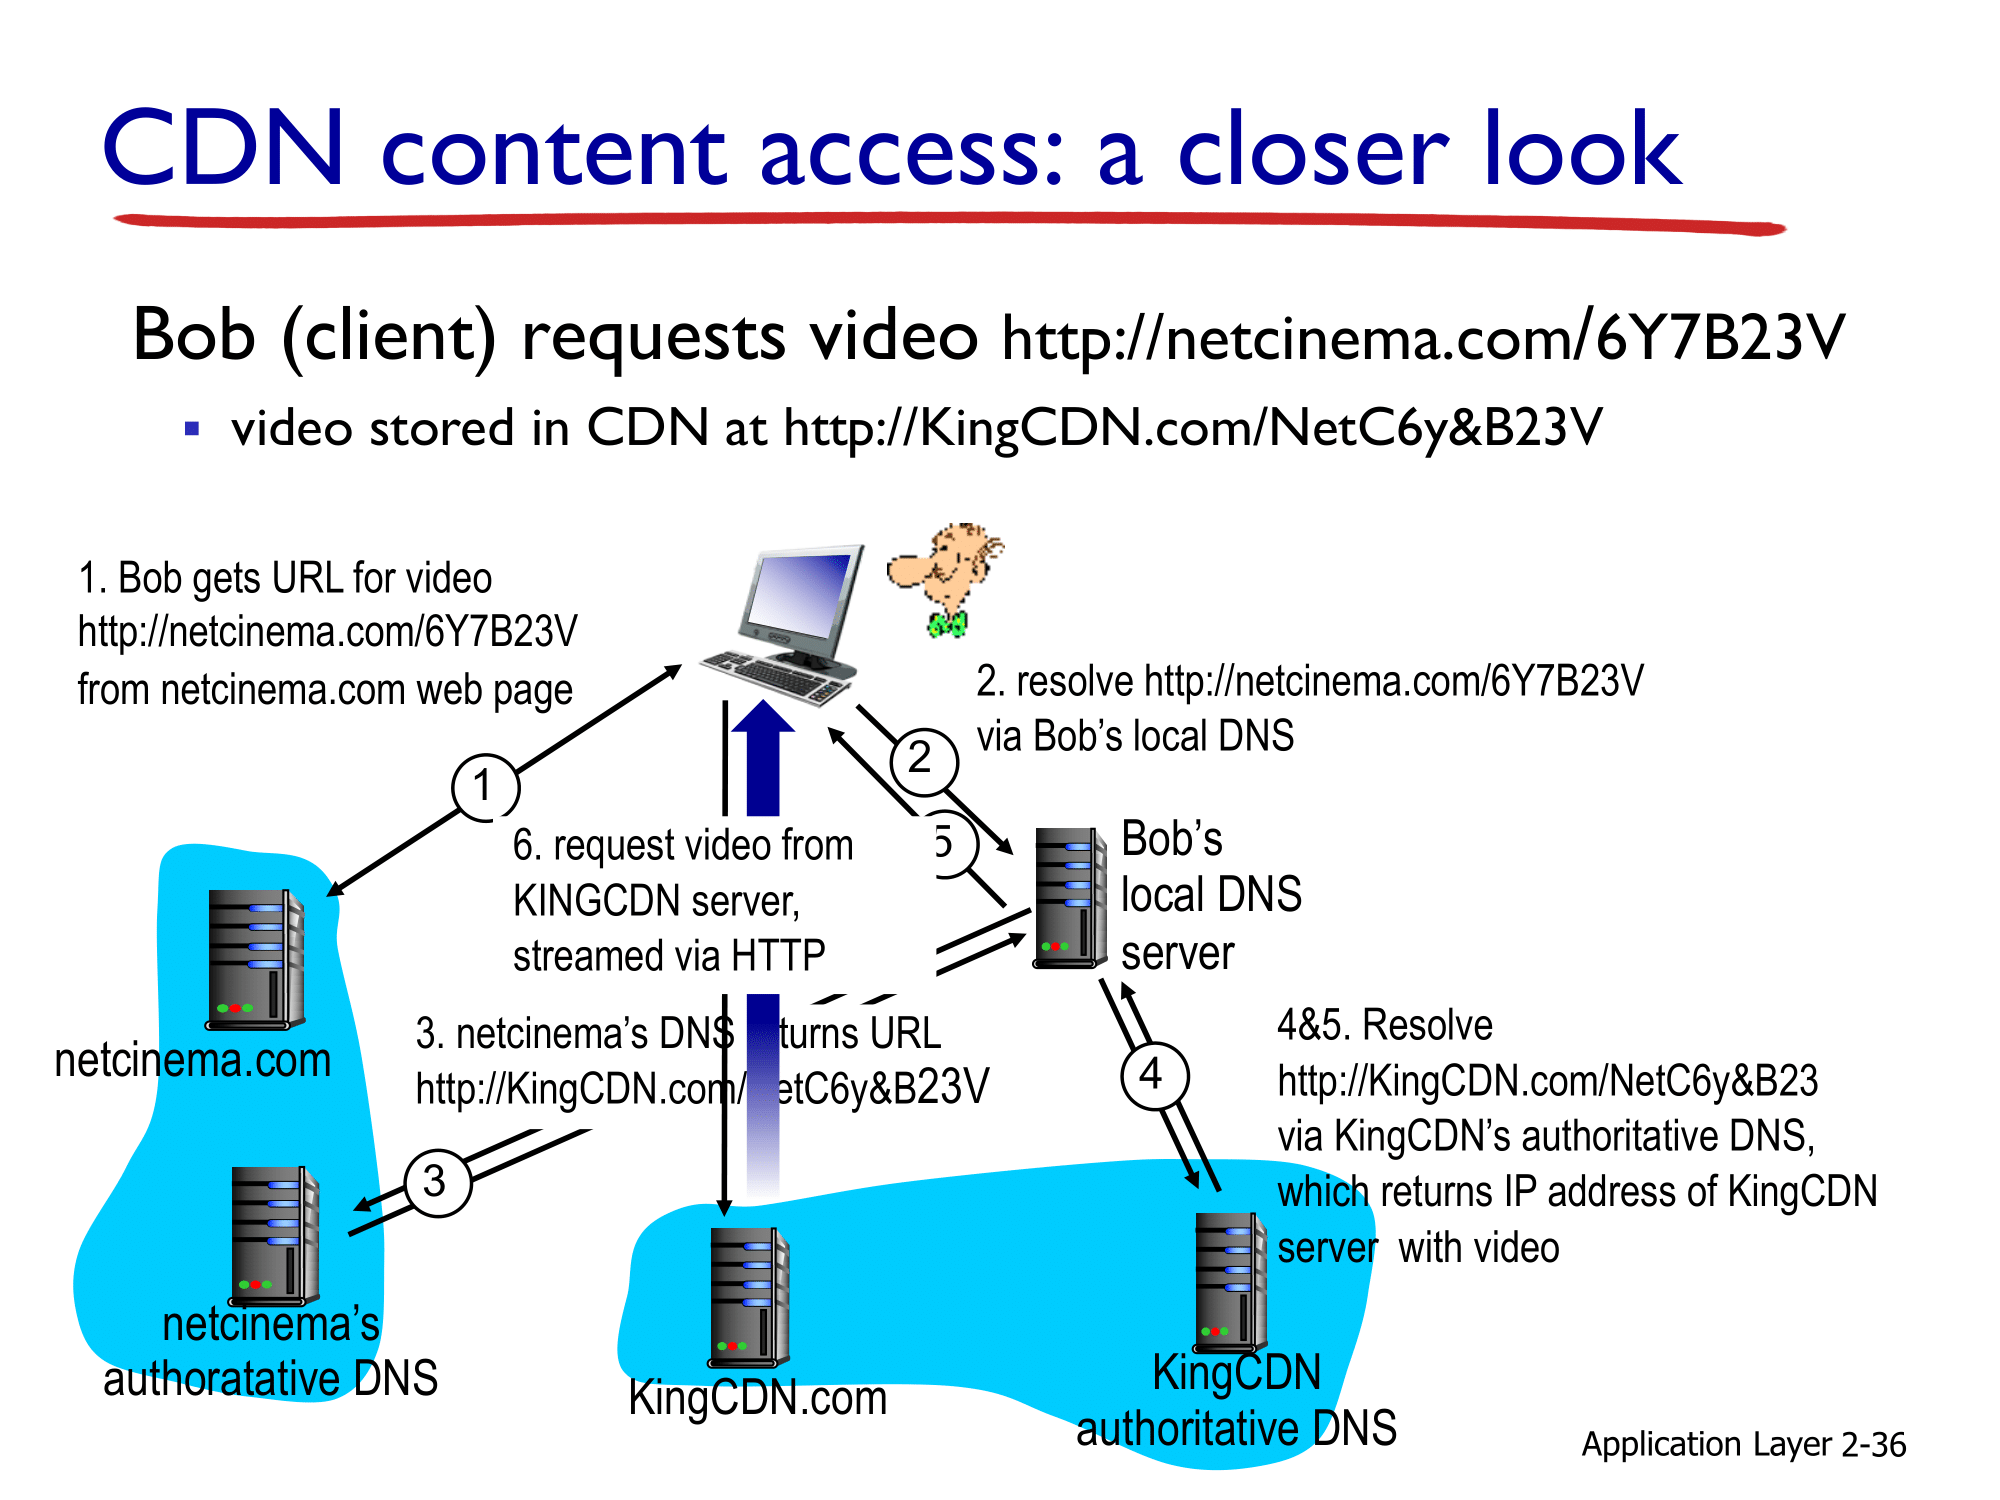 CDN content access: a closer look
Bob (client) requests video http://netcinema.com/6Y7B23V
▪ video stored in CDN at http://KingCDN.com/NetC6y&B23V
1. Bob gets URL for video
http://netcinema.com/6Y7B23V
from netcinema.com web page
2. resolve http://netcinema.com/6Y7B23V
via Bob’s local DNS
1
2
5
6. request video from
KINGCDN server,
streamed via HTTP
Bob’s
local DNS
server
netcinema.com
3. netcinema’s DNS turns URL
http://KingCDN.com/ etC6y&B23V
4&5. Resolve
http://KingCDN.com/NetC6y&B23
via KingCDN’s authoritative DNS,
which returns IP address of KingCDN
server with video
4
3
netcinema’s
authoratative DNS
KingCDN.com
KingCDN
authoritative DNS
Application Layer 2-36